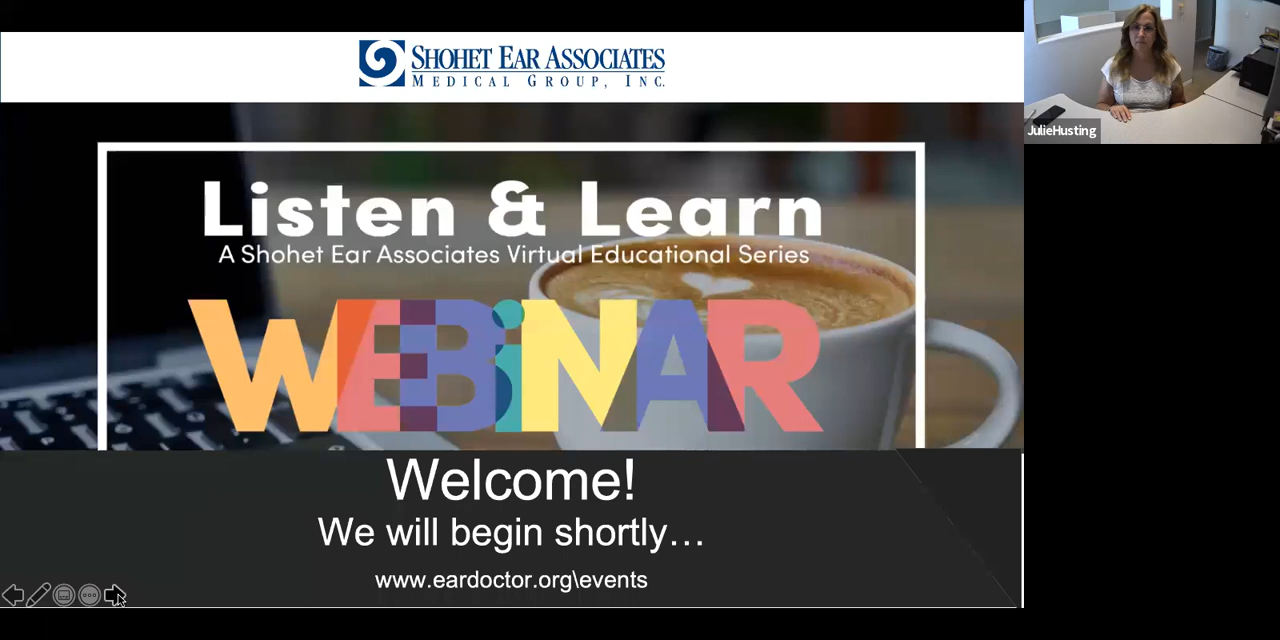 SHOHET EAR ASSOCIATES
MEDICAL GROUP, INC.
Listen & Learn
A Shohet Ear Associates Virtual Educational Series
WEBiNAR
Welcome!
We will begin shortly…
www.eardoctor.org\events
JulieHusting